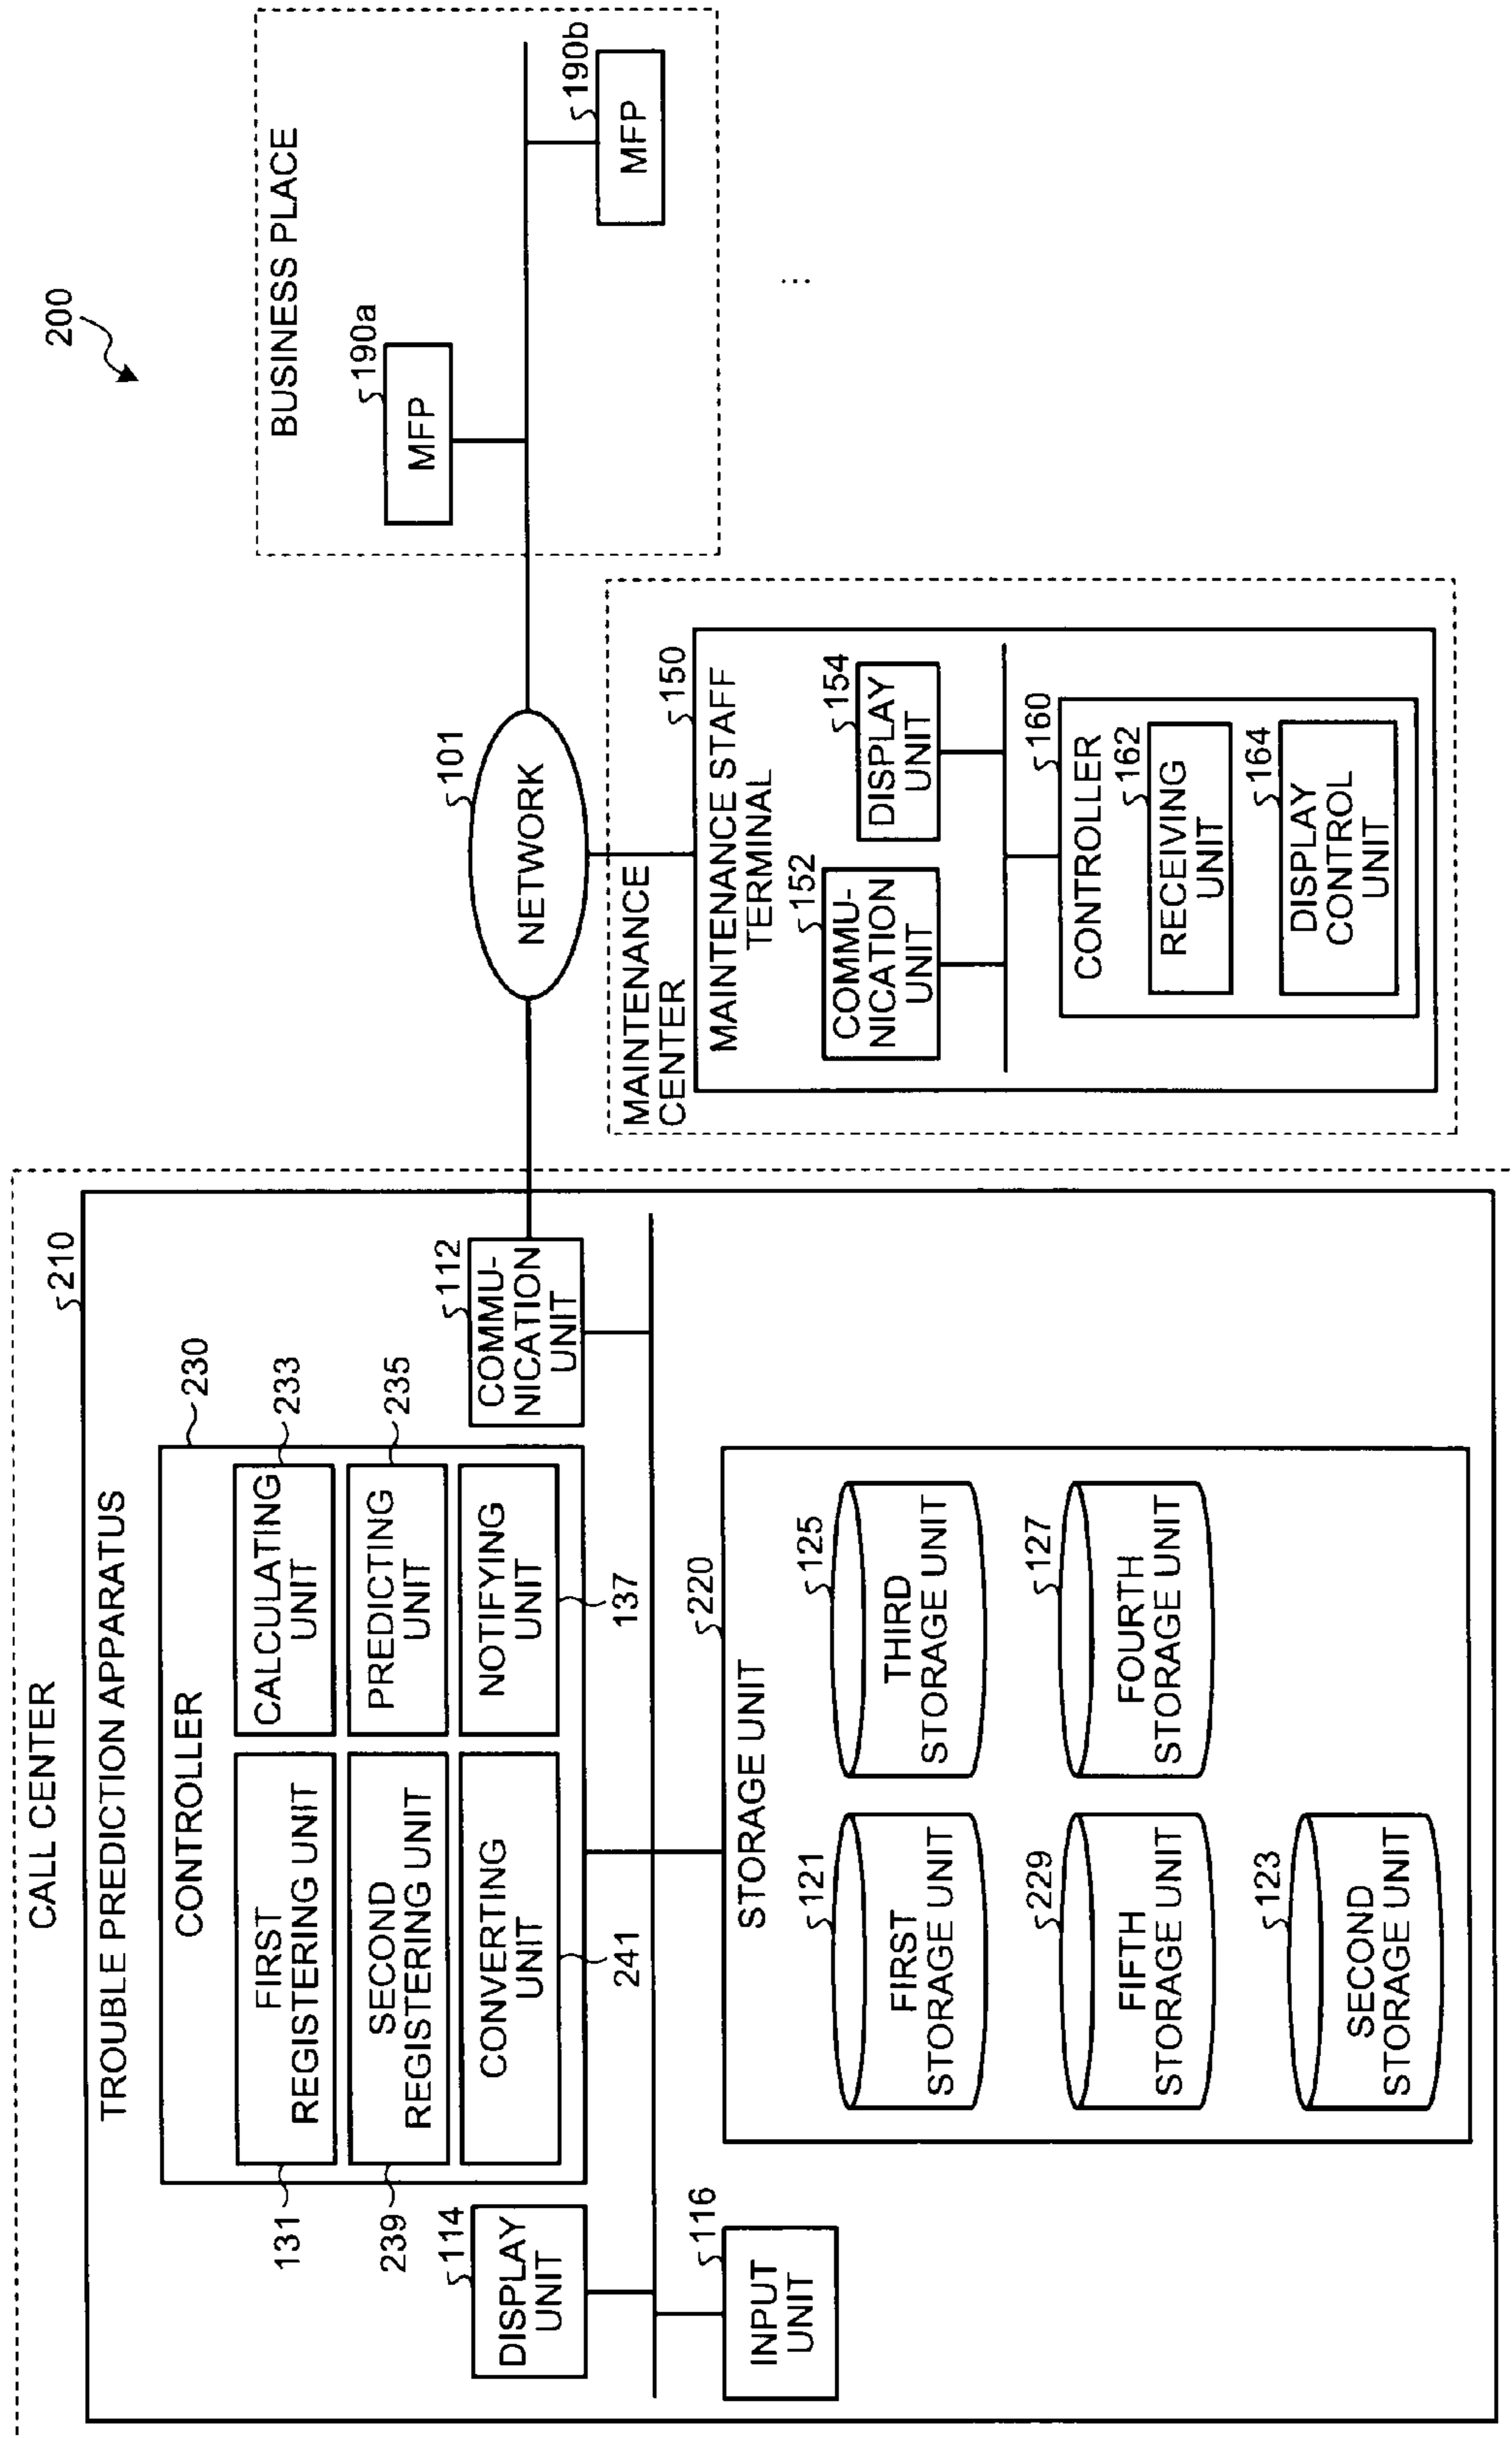 200
CALL CENTER
210
TROUBLE PREDICTION APPARATUS
230
CONTROLLER
131
FIRST
REGISTERING UNIT
CALCULATING
UNIT
233
239
SECOND
REGISTERING UNIT
PREDICTING
UNIT
235
CONVERTING
UNIT
241
NOTIFYING
UNIT
137
114
DISPLAY
UNIT
112
COMMU-
NICATION
UNIT
116
INPUT
UNIT
220
STORAGE UNIT
121
FIRST
STORAGE UNIT
125
THIRD
STORAGE UNIT
229
FIFTH
STORAGE UNIT
127
FOURTH
STORAGE UNIT
123
SECOND
STORAGE UNIT
101
NETWORK
MAINTENANCE
CENTER
150
MAINTENANCE STAFF
TERMINAL
152
COMMU-
NICATION
UNIT
154
DISPLAY
UNIT
160
CONTROLLER
162
RECEIVING
UNIT
164
DISPLAY
CONTROL
UNIT
BUSINESS PLACE
190a
MFP
190b
MFP
...